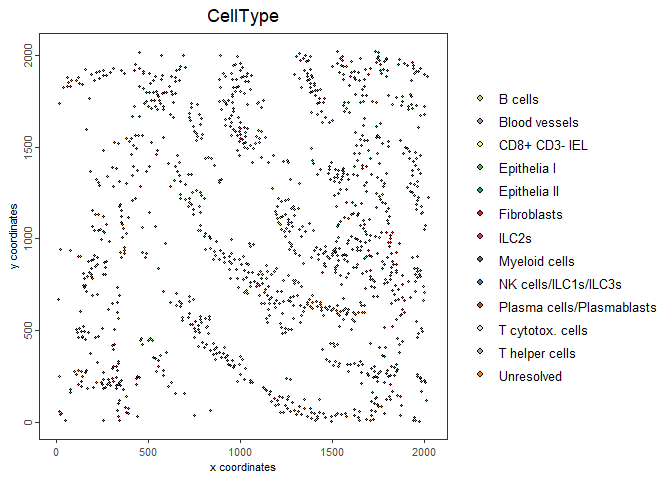 CellType
2000
1500
1000
500
0
y coordinates
0
500
1000
1500
2000
x coordinates
B cells
Blood vessels
CD8+ CD3- IEL
Epithelia I
Epithelia II
Fibroblasts
ILC2s
Myeloid cells
NK cells/ILC1s/ILC3s
Plasma cells/Plasmablasts
T cytotox. cells
T helper cells
Unresolved